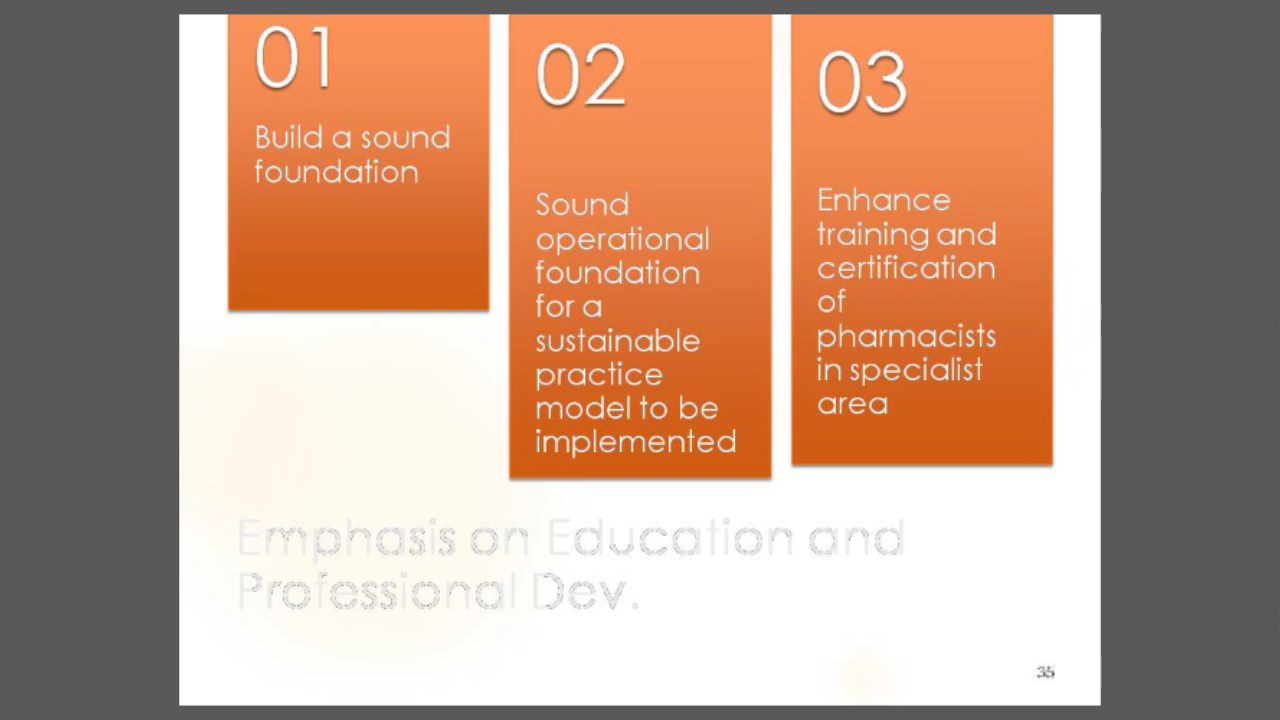 01
Build a sound
foundation
02
Sound
operational
foundation
for a
sustainable
practice
model to be
implemented
03
Enhance
training and
certification
of
pharmacists
in specialist
area
Emphasis on Education and
Professional Dev.
35